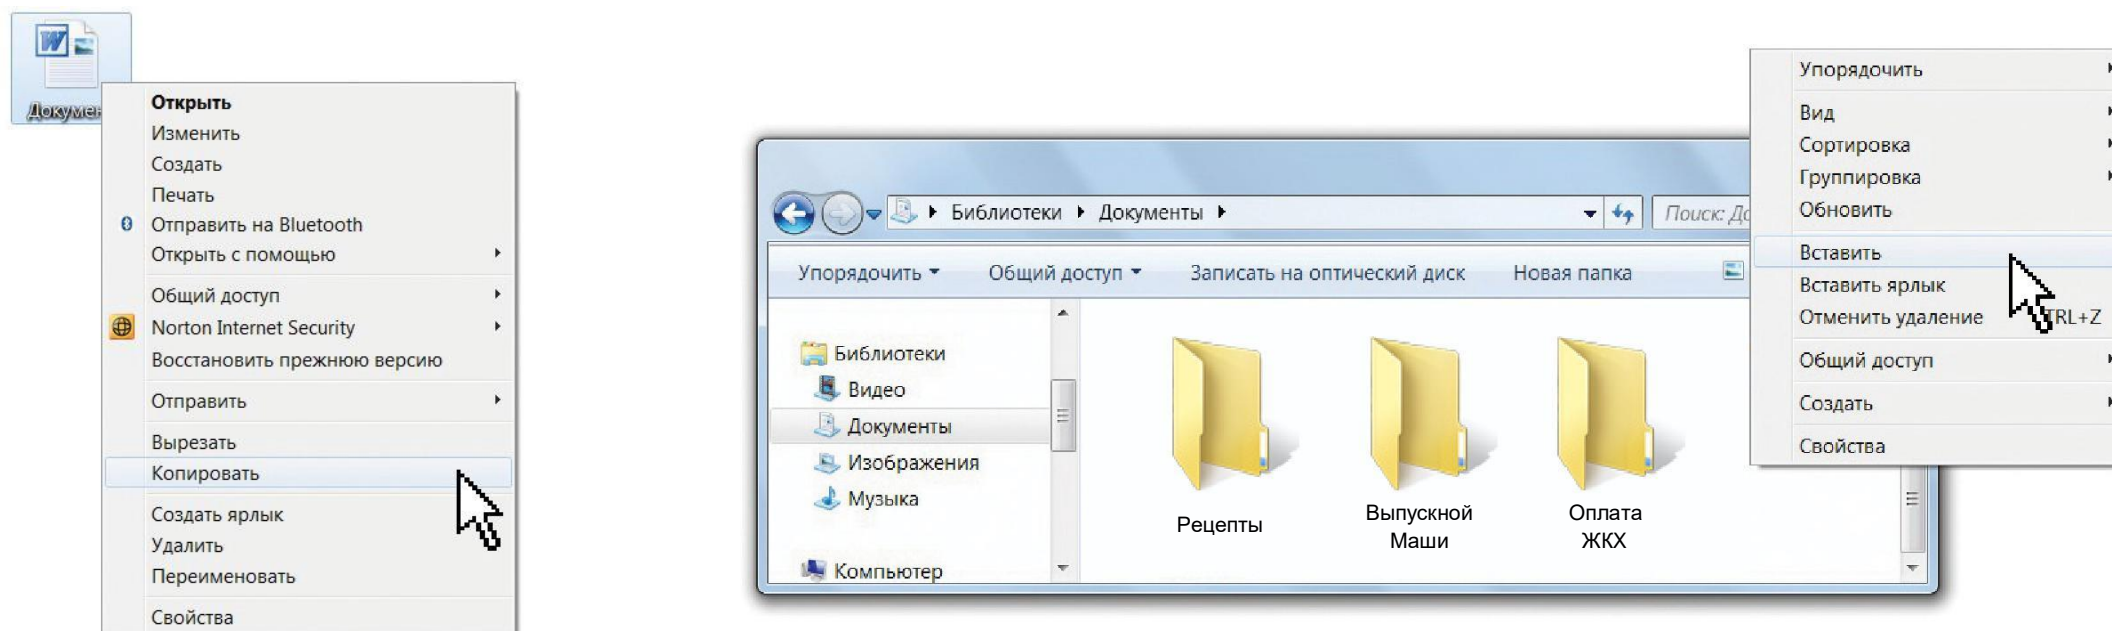 Докумен
Открыть
Изменить
Создать
Печать
Отправить на Bluetooth
Открыть с помощью
Общий доступ
Norton Internet Security
Восстановить прежнюю версию
Отправить
Вырезать
Копировать
Создать ярлык
Удалить
Переименовать
Свойства
Библиотеки Документы
Поиск: До
Упорядочить Общий доступ Записать на оптический диск Новая папка
Библиотеки
Видео
Документы
Изображения
Музыка
Компьютер
Рецепты
Выпускной
Маши
Оплата
ЖКХ
Упорядочить
Вид
Сортировка
Группировка
Обновить
Вставить
Вставить ярлык
Отменить удаление TRL+Z
Общий доступ
Создать
Свойства